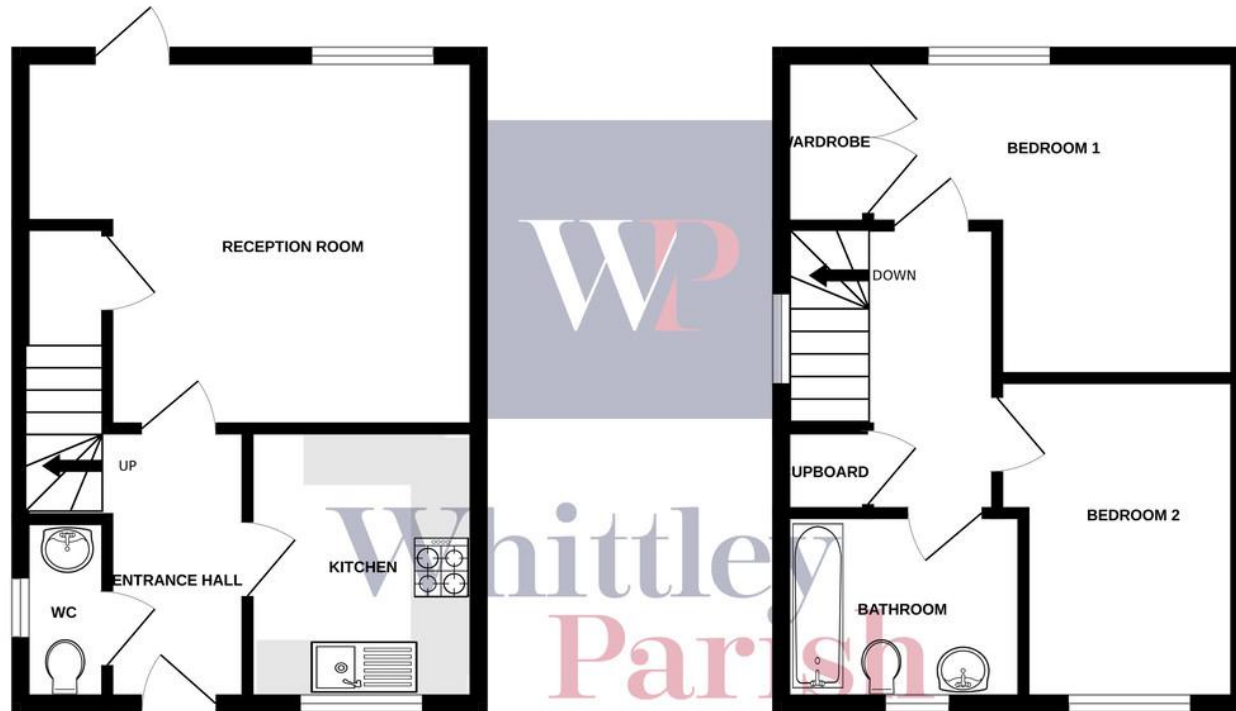 RECEPTION ROOM
UP
ENTRANCE HALL
WC
KITCHEN
WARDROBE
BEDROOM 1
DOWN
CUPBOARD
BEDROOM 2
BATHROOM
WP
Whittley
Parish